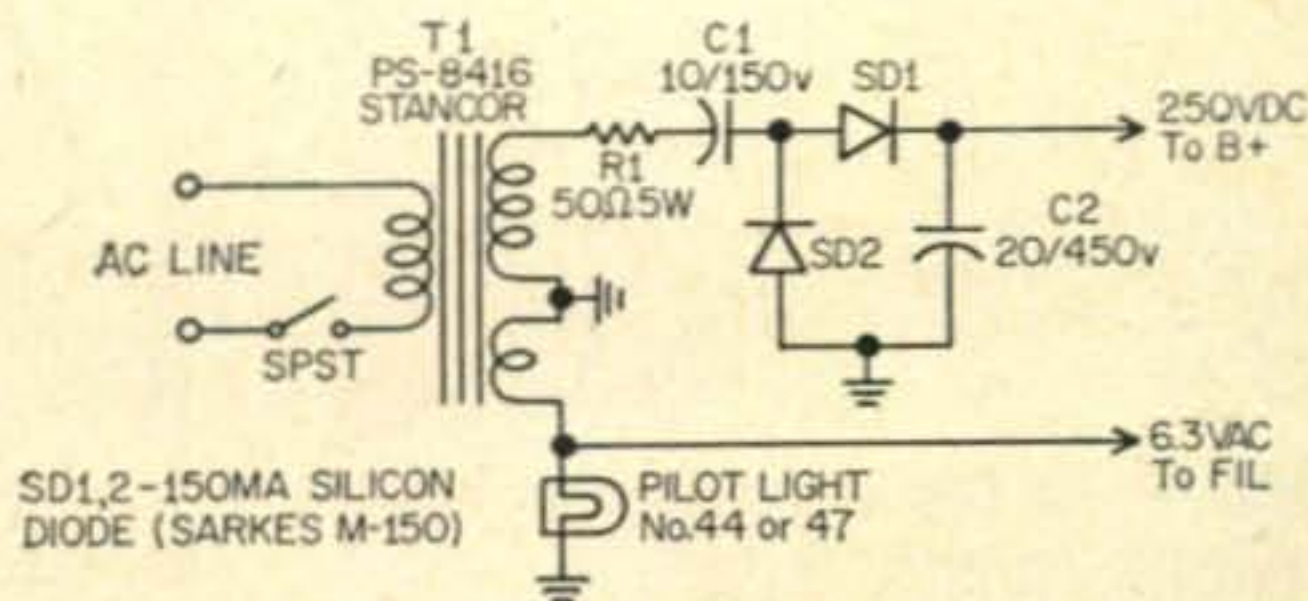 T1
PS-8416
STANCOR
C1
10/150v
SD1
250VDC
To B+
R1
50Ω5W
C2
20/450v
SD2
AC LINE
SPST
6.3VAC
To FIL
SD1,2-150MA SILICON
DIODE (SARKES M-150)
PILOT LIGHT
No.44 or 47